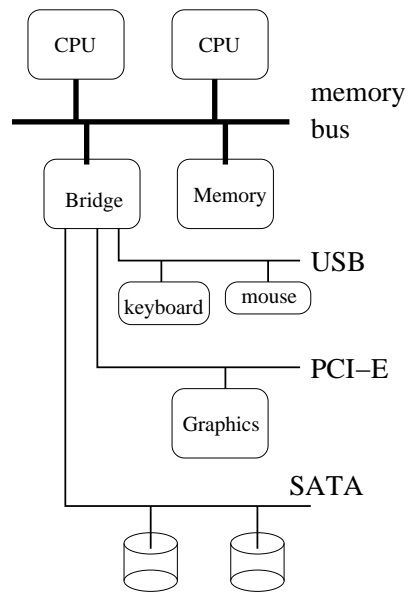 CPU
CPU
memory
bus
Bridge
Memory
USB
keyboard
mouse
PCI–E
Graphics
SATA